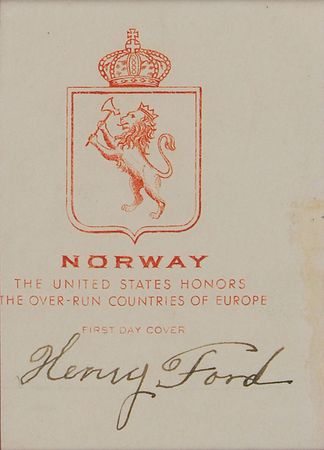 NORWAY
THE UNITED STATES HONORS
THE OVER-RUN COUNTRIES OF EUROPE
FIRST DAY COVER
Henry Ford